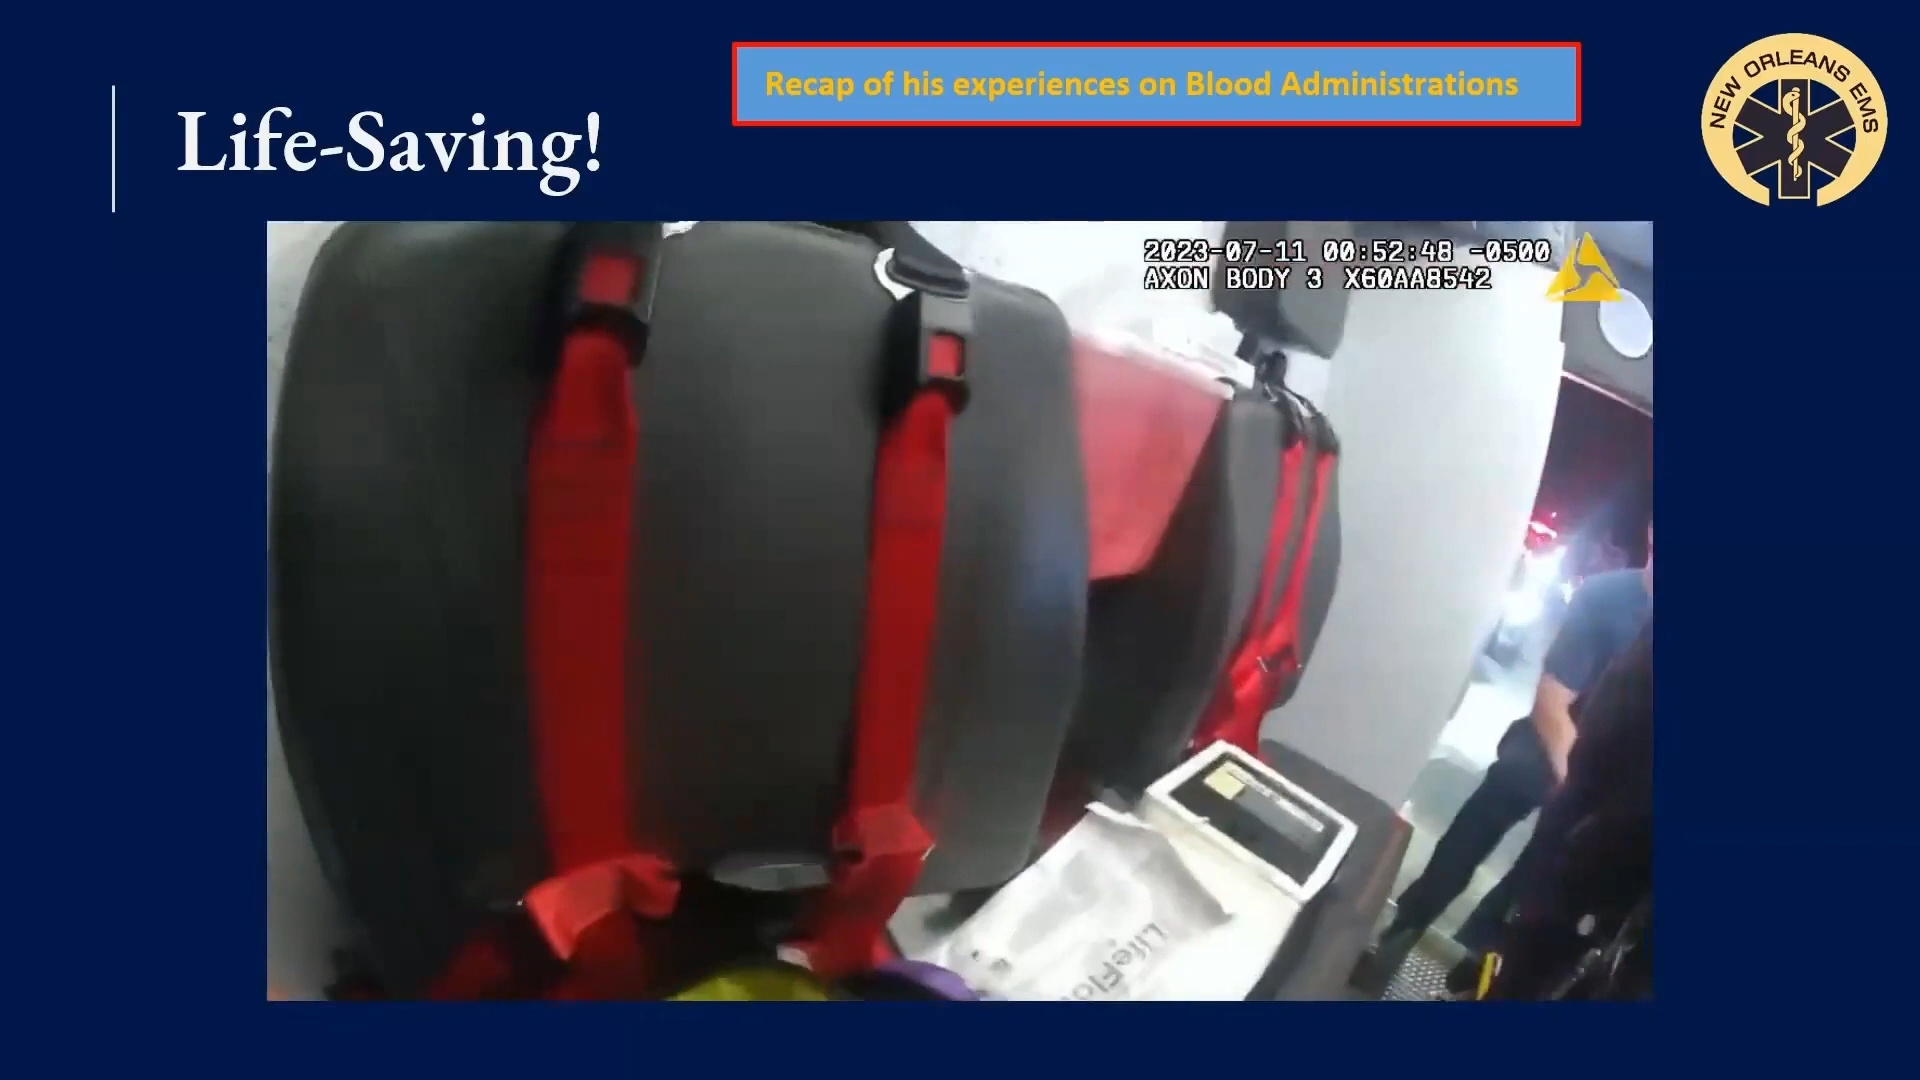 Recap of his experiences on Blood Administrations
Life-Saving!
NEW ORLEANS EMS
2023-07-11 00:52:48 -0500
AXON BODY 3 X60AA8542